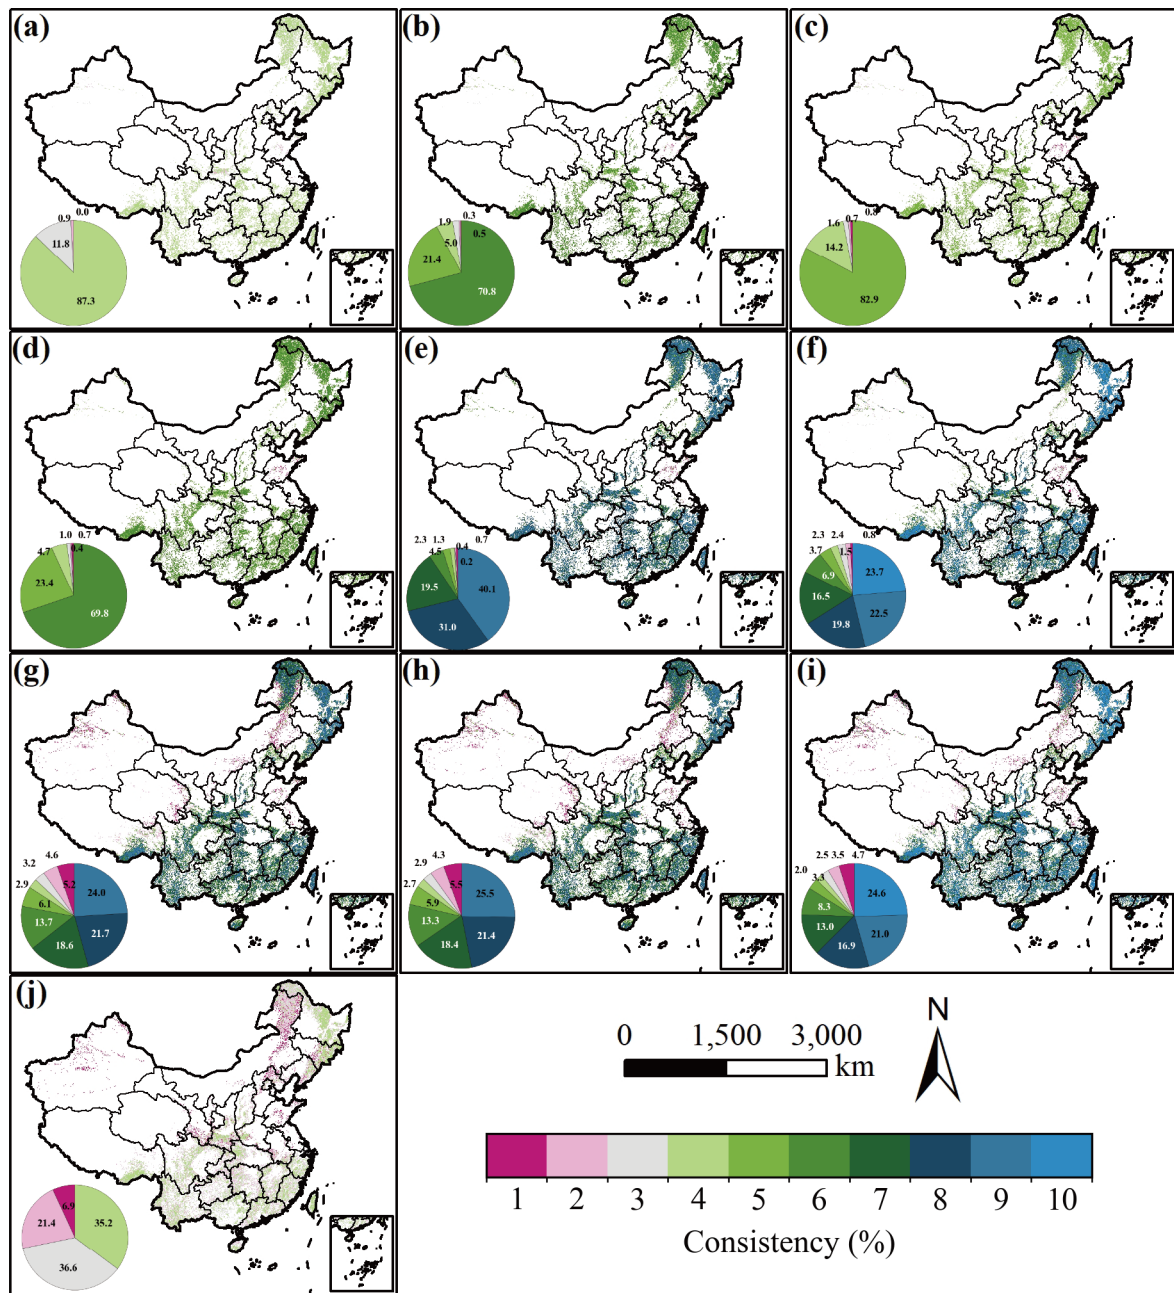 (a)
0.9 0.0
11.8
87.3
(b)
1.9 0.3
5.0 0.5
21.4
70.8
(c)
1.6 0.7 0.8
14.2
82.9
(d)
4.7 1.0 0.7
0.4
23.4
69.8
(e)
2.3 1.3 0.4 0.7
4.5 0.2
19.5 40.1
31.0
(f)
2.3 2.4 0.8
3.7 1.5
6.9 23.7
16.5
19.8 22.5
(g)
3.2 4.6
2.9 5.2
6.1 24.0
13.7
18.6 21.7
(h)
2.9 4.3
2.7 5.5
5.9 25.5
13.3
18.4 21.4
(i)
2.5 3.5 4.7
2.0
3.3 24.6
8.3
13.0 21.0
16.9
(j)
6.9
21.4 35.2
36.6
N
0 1,500 3,000
km
1 2 3 4 5 6 7 8 9 10
Consistency (%)